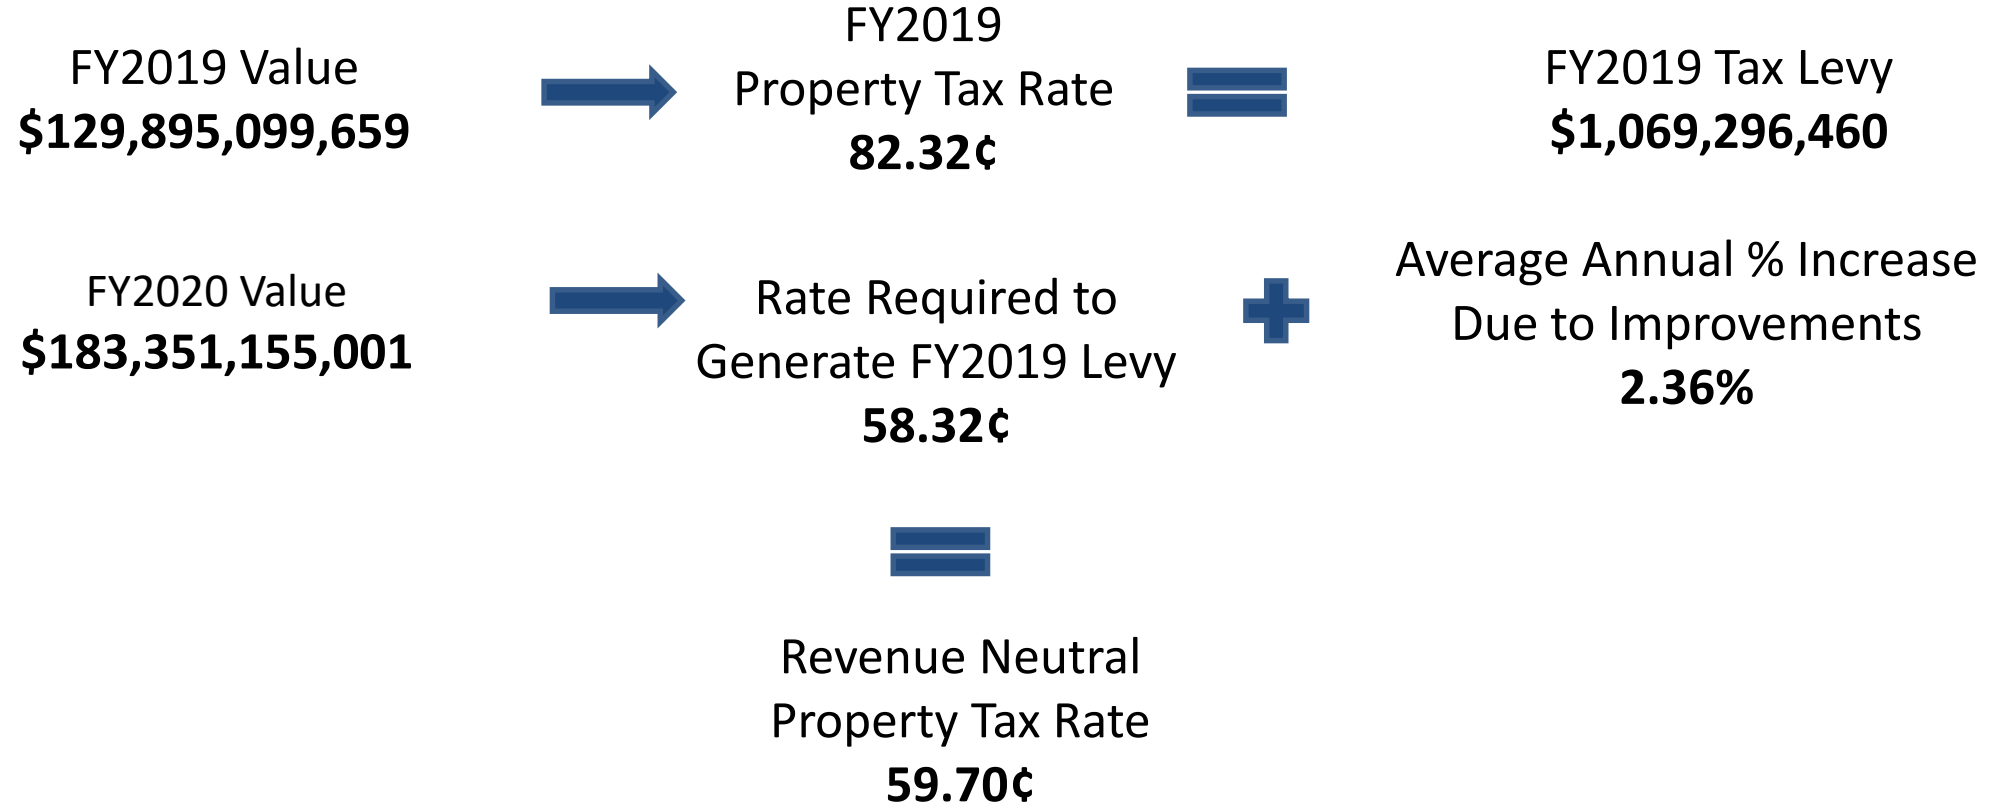 FY2019 Value
$129,895,099,659
FY2019
Property Tax Rate
82.32¢
FY2019 Tax Levy
$1,069,296,460
FY2020 Value
$183,351,155,001
Rate Required to
Generate FY2019 Levy
58.32¢
Average Annual % Increase
Due to Improvements
2.36%
Revenue Neutral
Property Tax Rate
59.70¢